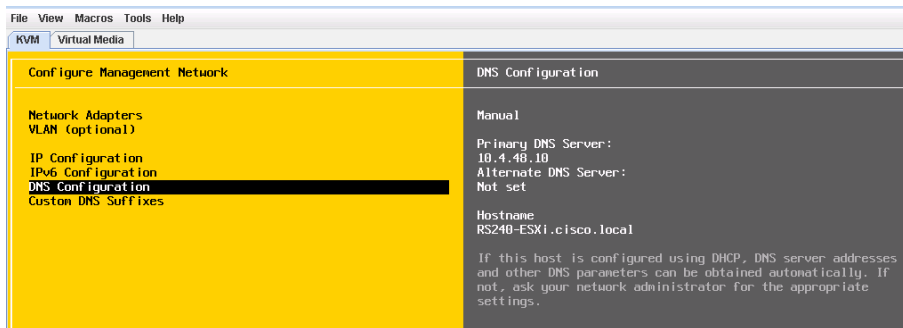 File View Macros Tools Help
KVM Virtual Media
Configure Management Network
Network Adapters
VLAN (optional)
IP Configuration
IPv6 Configuration
DNS Configuration
Custom DNS Suffixes
DNS Configuration
Manual
Primary DNS Server:
10.4.48.10
Alternate DNS Server:
Not set
Hostname
RS240-ESXi.cisco.local
If this host is configured using DHCP, DNS server addresses
and other DNS parameters can be obtained automatically. If
not, ask your network administrator for the appropriate
settings.